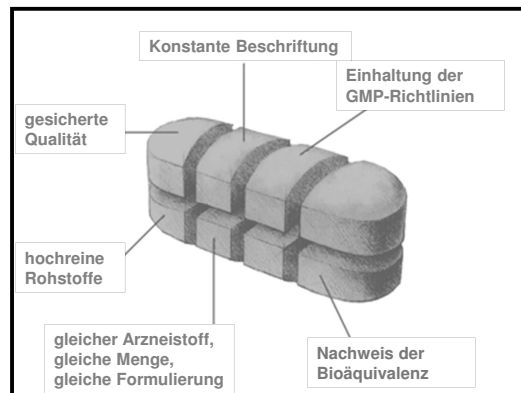 Konstante Beschriftung
Einhaltung der
GMP-Richtlinien
gesicherte
Qualität
hochreine
Rohstoffe
gleicher Arzneistoff,
gleiche Menge,
gleiche Formulierung
Nachweis der
Bioäquivalenz